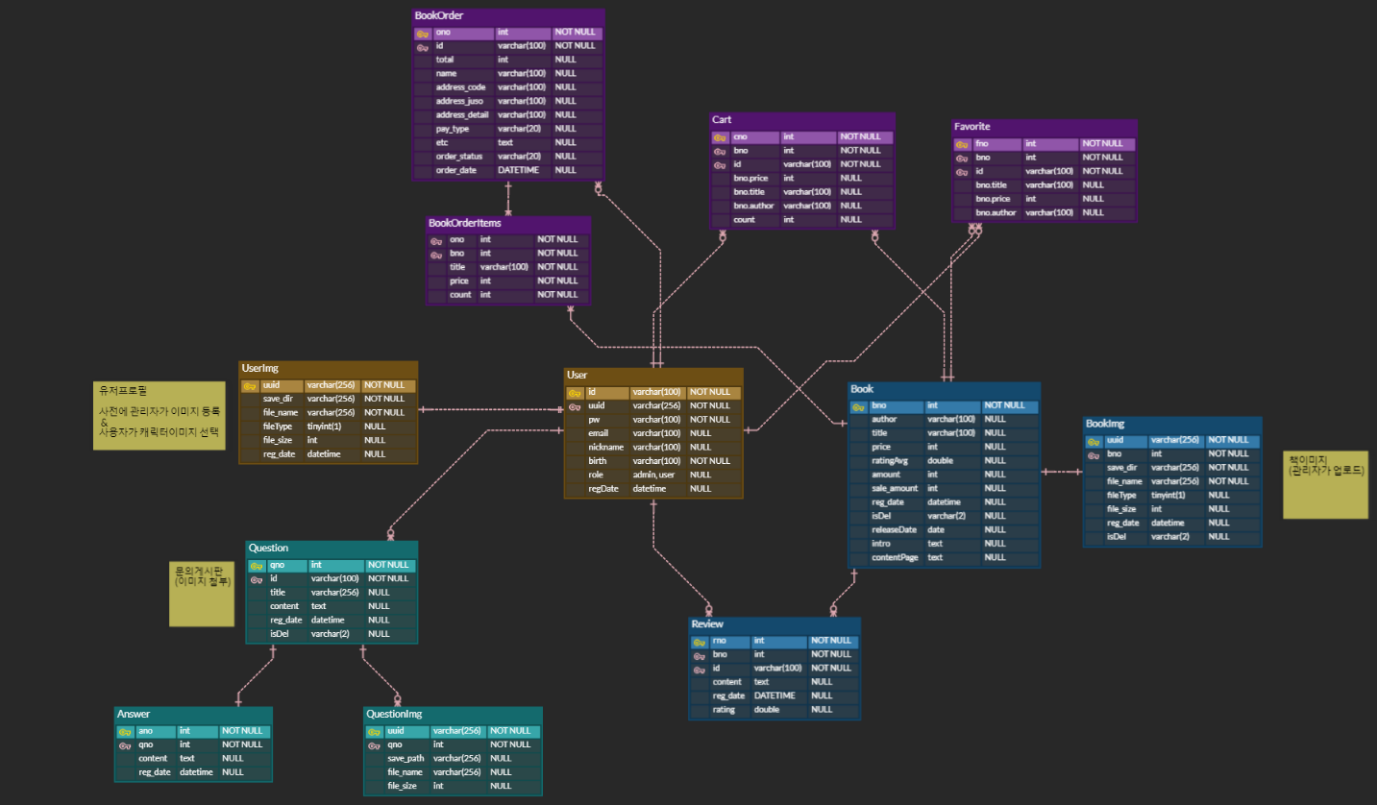 BookOrder
ono int NOT NULL
id varchar(100) NOT NULL
total int NULL
name varchar(100) NULL
address_code varchar(100) NULL
address_juso varchar(100) NULL
address_detail varchar(100) NULL
pay_type varchar(20) NULL
etc text NULL
order_status varchar(20) NULL
order_date DATETIME NULL
Cart
cno int NOT NULL
bno int NOT NULL
id varchar(100) NOT NULL
bno.price int NULL
bno.title varchar(100) NULL
bno.author varchar(100) NULL
count int NULL
Favorite
fno int NOT NULL
bno int NOT NULL
id varchar(100) NOT NULL
bno.title varchar(100) NULL
bno.price int NULL
bno.author varchar(100) NULL
BookOrderItems
ono int NOT NULL
bno int NOT NULL
title varchar(100) NOT NULL
price int NOT NULL
count int NOT NULL
유저프로필
사전에 관리자가 이미지 등록
&
사용자가 캐릭터이미지 선택
UserImg
uuid varchar(256) NOT NULL
save_dir varchar(256) NOT NULL
file_name varchar(256) NOT NULL
fileType tinyint(1) NULL
file_size int NULL
reg_date datetime NULL
User
id varchar(100) NOT NULL
uuid varchar(256) NOT NULL
pw varchar(100) NOT NULL
email varchar(100) NULL
nickname varchar(100) NULL
birth varchar(100) NOT NULL
role admin, user NULL
regDate datetime NULL
Book
bno int NOT NULL
author varchar(100) NULL
title varchar(100) NULL
price int NULL
ratingAvg double NULL
amount int NULL
sale_amount int NULL
reg_date datetime NULL
isDel varchar(2) NULL
releaseDate date NULL
intro text NULL
contentPage text NULL
BookImg
uuid varchar(256) NOT NULL
bno int NOT NULL
save_dir varchar(256) NOT NULL
file_name varchar(256) NOT NULL
fileType tinyint(1) NULL
file_size int NULL
reg_date datetime NULL
isDel varchar(2) NULL
책이미지
(관리자가 업로드)
문의게시판
(이미지 첨부)
Question
qno int NOT NULL
id varchar(100) NOT NULL
title varchar(256) NULL
content text NULL
reg_date datetime NULL
isDel varchar(2) NULL
Review
rno int NOT NULL
bno int NOT NULL
id varchar(100) NOT NULL
content text NULL
reg_date DATETIME NULL
rating double NULL
Answer
ano int NOT NULL
qno int NOT NULL
content text NULL
reg_date datetime NULL
QuestionImg
uuid varchar(256) NOT NULL
qno int NOT NULL
save_path varchar(256) NULL
file_name varchar(256) NULL
file_size int NULL